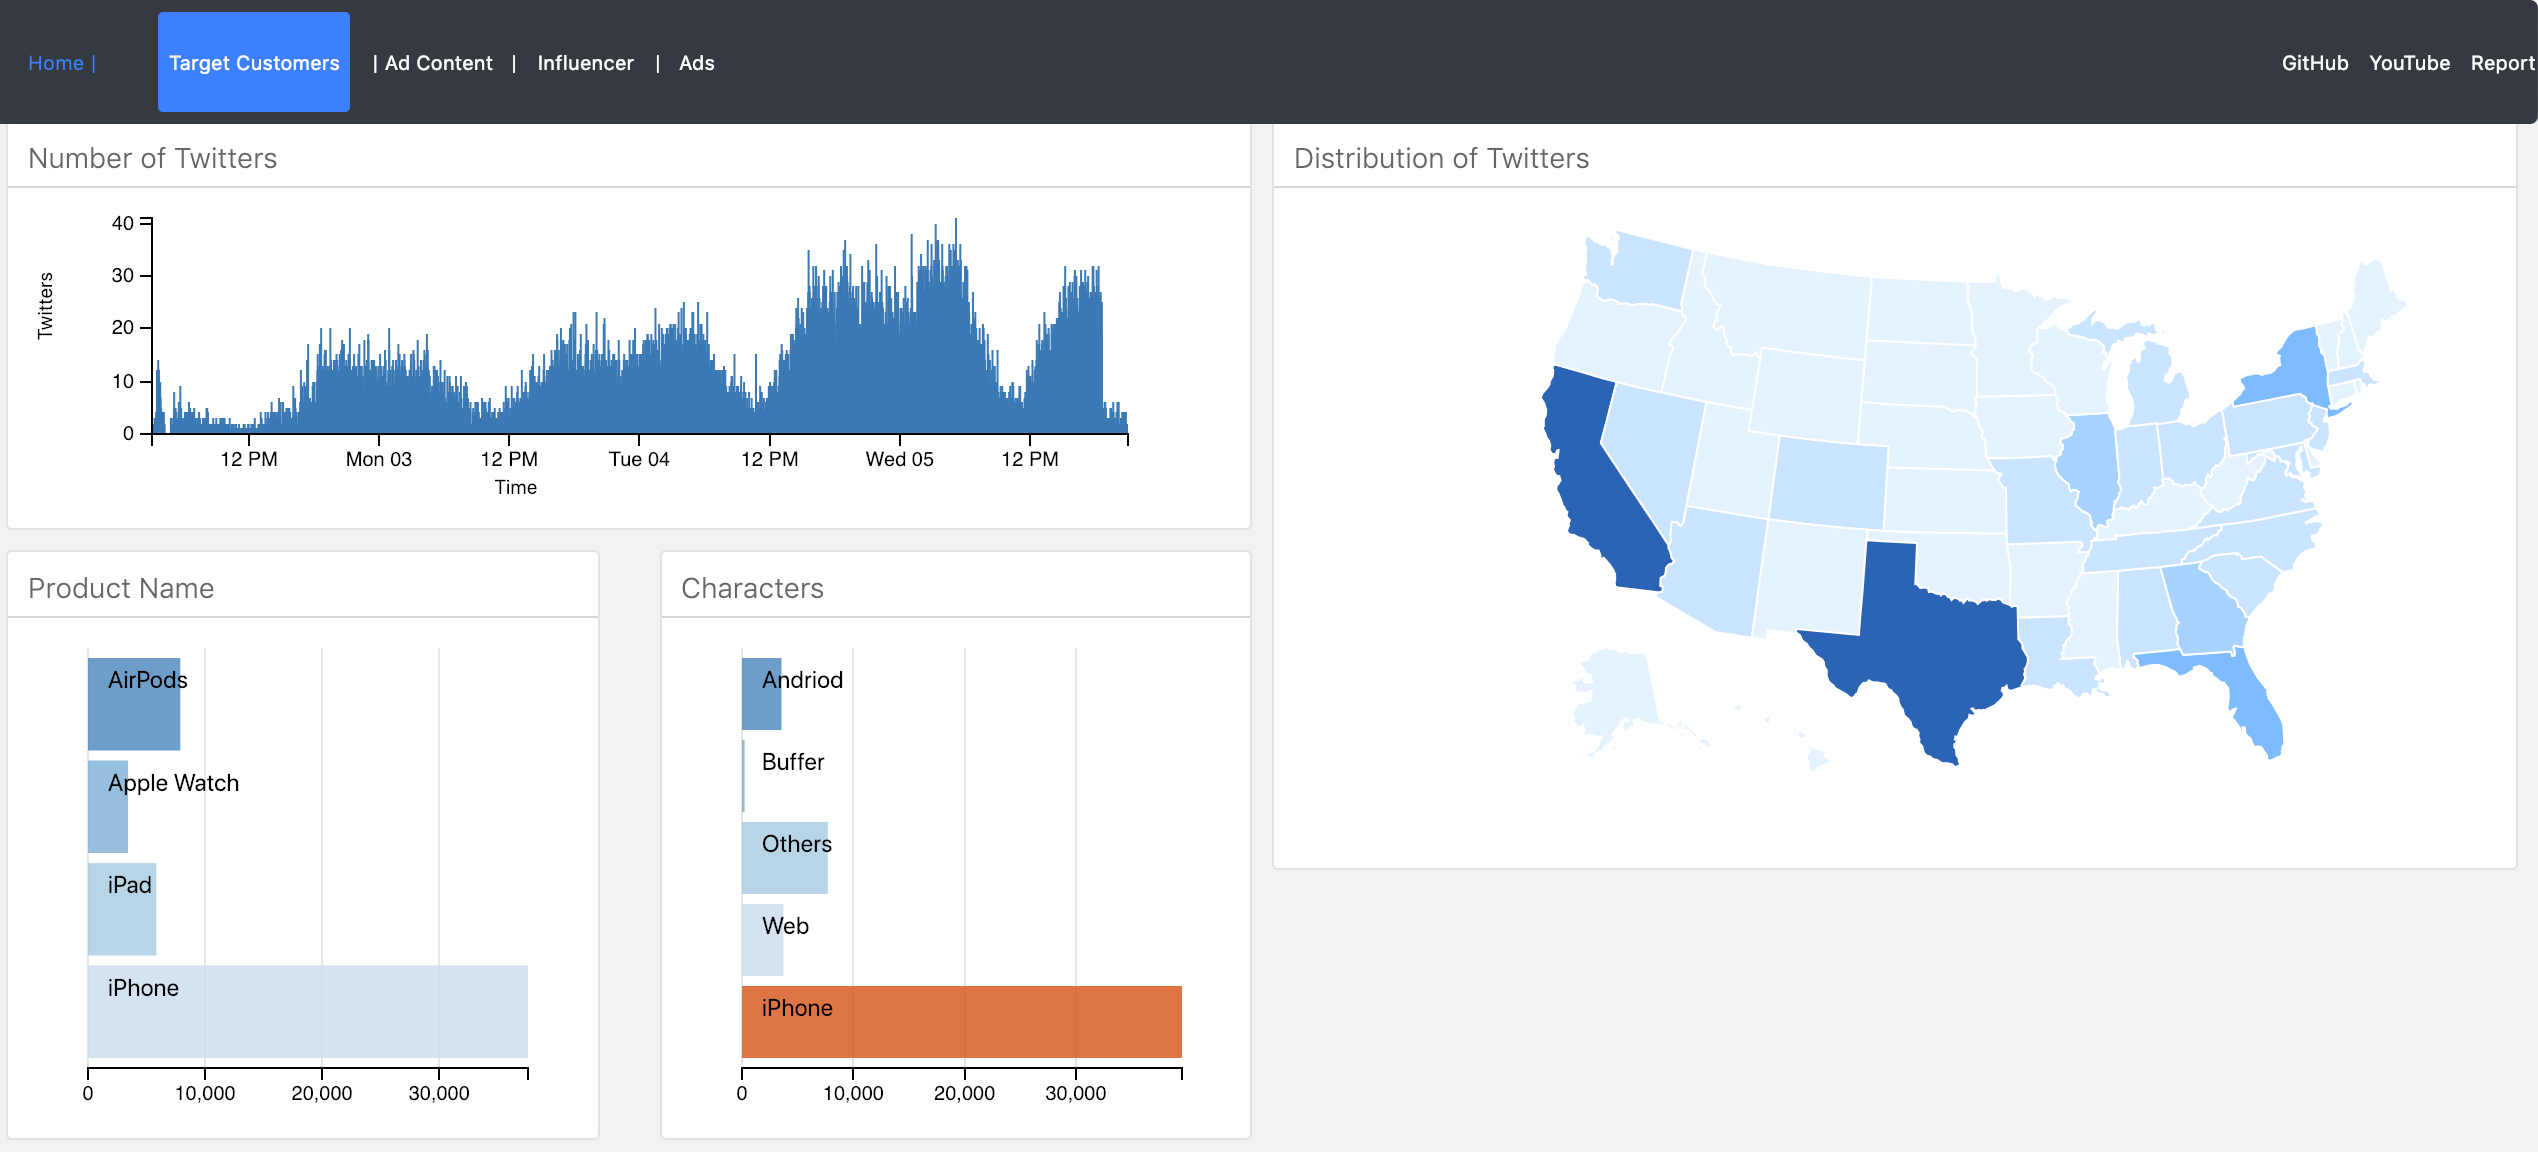 Home | Target Customers | Ad Content | Influencer | Ads GitHub YouTube Report
Number of Twitters
40
30
20
10
0
Twitters
12 PM Mon 03 12 PM Tue 04 12 PM Wed 05 12 PM
Time
Distribution of Twitters
Product Name
AirPods
Apple Watch
iPad
iPhone
0 10,000 20,000 30,000
Characters
Andriod
Buffer
Others
Web
iPhone
0 10,000 20,000 30,000